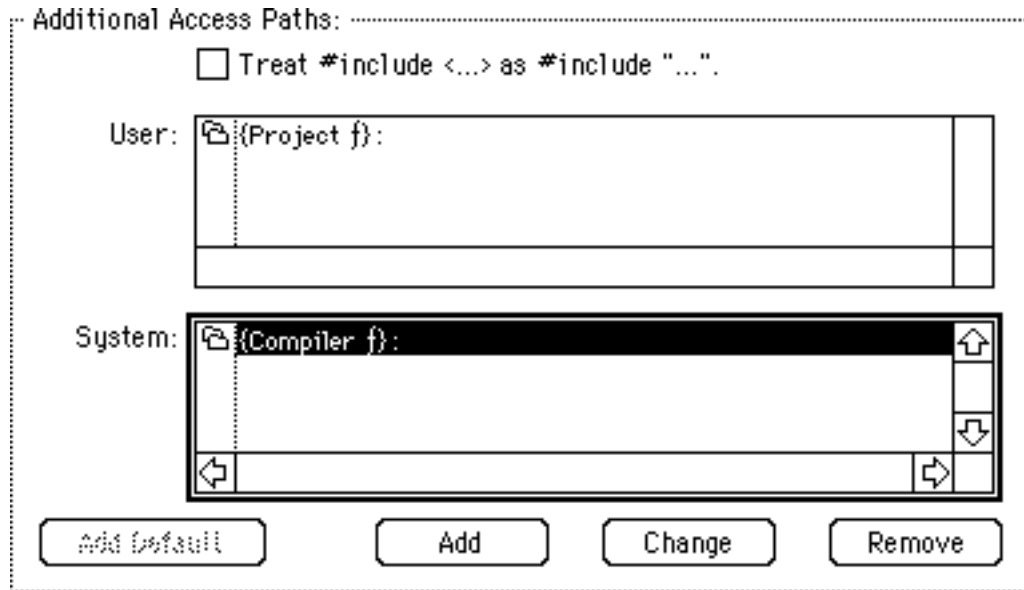 Additional Access Paths:
Treat #include <...> as #include "...".
User: {Project ƒ}:
System: {Compiler ƒ}:
Add Default Add Change Remove